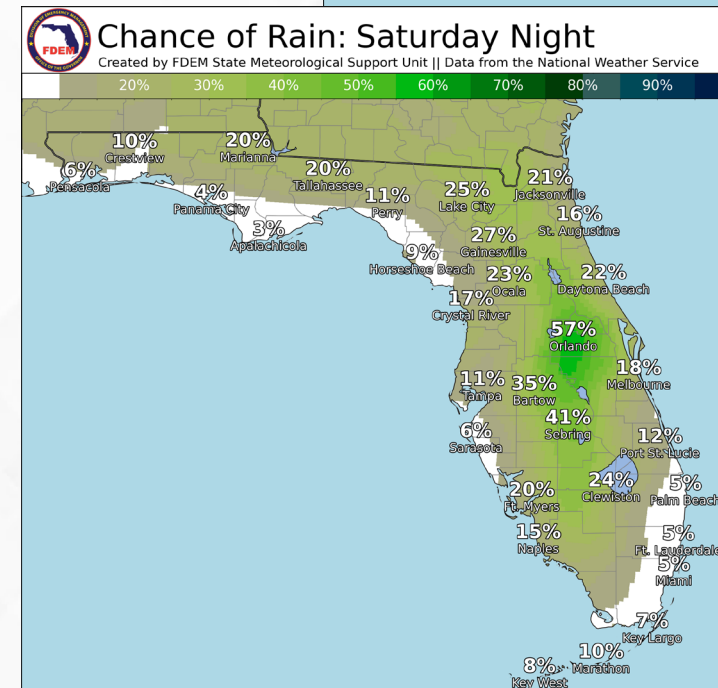 FDEM
Chance of Rain: Saturday Night
Created by FDEM State Meteorological Support Unit || Data from the National Weather Service
20% 30% 40% 50% 60% 70% 80% 90%
10%
Crestview
20%
Marianna
6%
Pensacola
20%
Tallahassee
21%
Jacksonville
4%
Panama City
11%
Perry
25%
Lake City
16%
St. Augustine
3%
Apalachicola
27%
Gainesville
9%
Horseshoe Beach
23%
Ocala
22%
Daytona Beach
17%
Crystal River
57%
Orlando
18%
Melbourne
11%
Tampa
35%
Bartow
41%
Sebring
6%
Sarasota
12%
Port St. Lucie
24%
Clewiston
5%
Palm Beach
20%
Ft. Myers
15%
Naples
5%
Ft. Lauderdale
5%
Miami
7%
Key Largo
10%
Marathon
8%
Key West